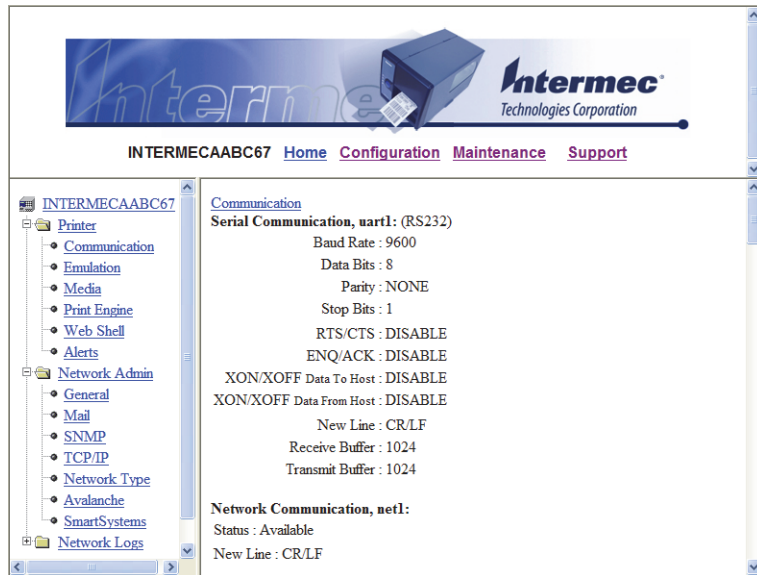 Intermec
Intermec
Technologies Corporation
INTERMECAABC67 Home Configuration Maintenance Support
INTERMECAABC67
Printer
Communication
Emulation
Media
Print Engine
Web Shell
Alerts
Network Admin
General
Mail
SNMP
TCP/IP
Network Type
Avalanche
SmartSystems
Network Logs
Communication
Serial Communication, uart1: (RS232)
Baud Rate : 9600
Data Bits : 8
Parity : NONE
Stop Bits : 1
RTS/CTS : DISABLE
ENQ/ACK : DISABLE
XON/XOFF Data To Host : DISABLE
XON/XOFF Data From Host : DISABLE
New Line : CR/LF
Receive Buffer : 1024
Transmit Buffer : 1024
Network Communication, net1:
Status : Available
New Line : CR/LF